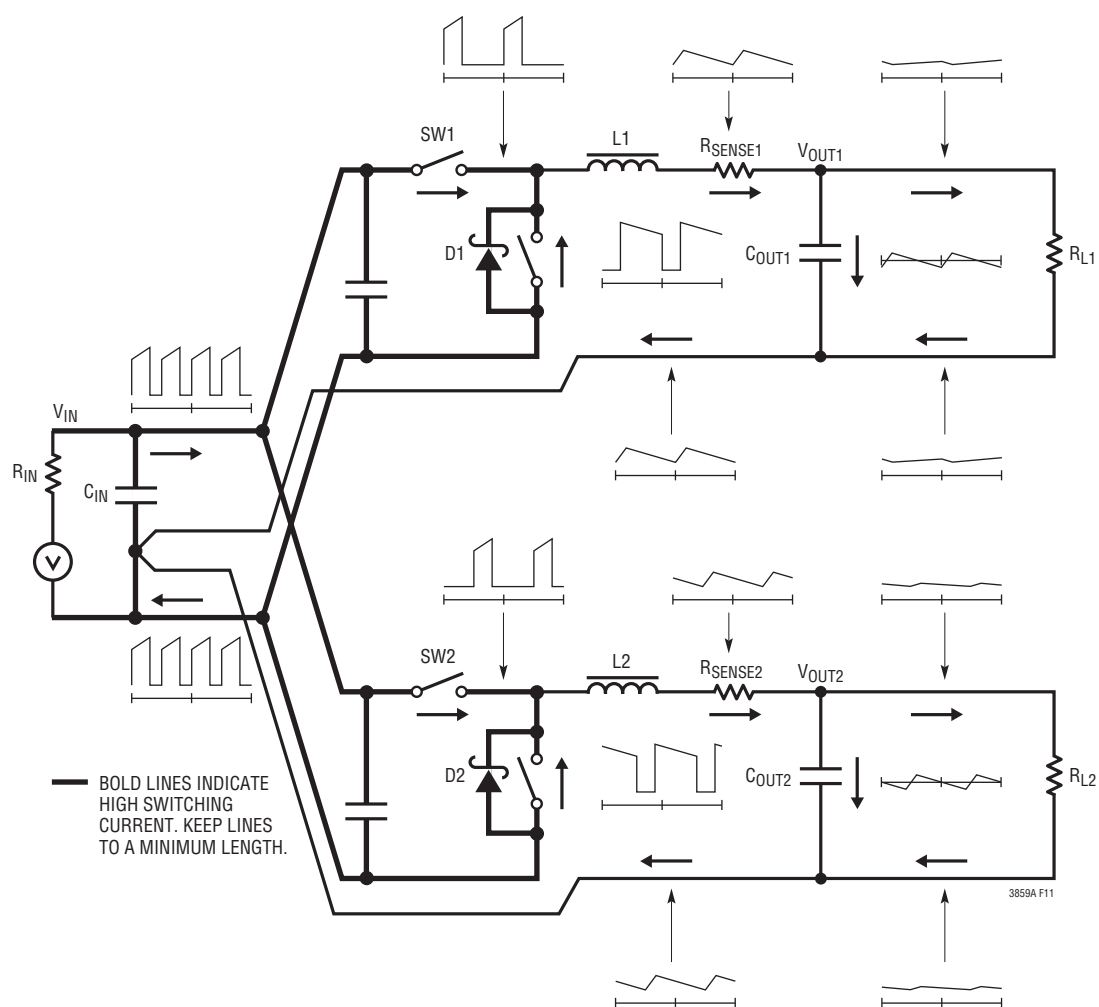 SW1
L1
RSENSE1
VOUT1
D1
COUT1
RL1
VIN
RIN
CIN
V
SW2
L2
RSENSE2
VOUT2
D2
COUT2
RL2
BOLD LINES INDICATE
HIGH SWITCHING
CURRENT. KEEP LINES
TO A MINIMUM LENGTH.
3859A F11